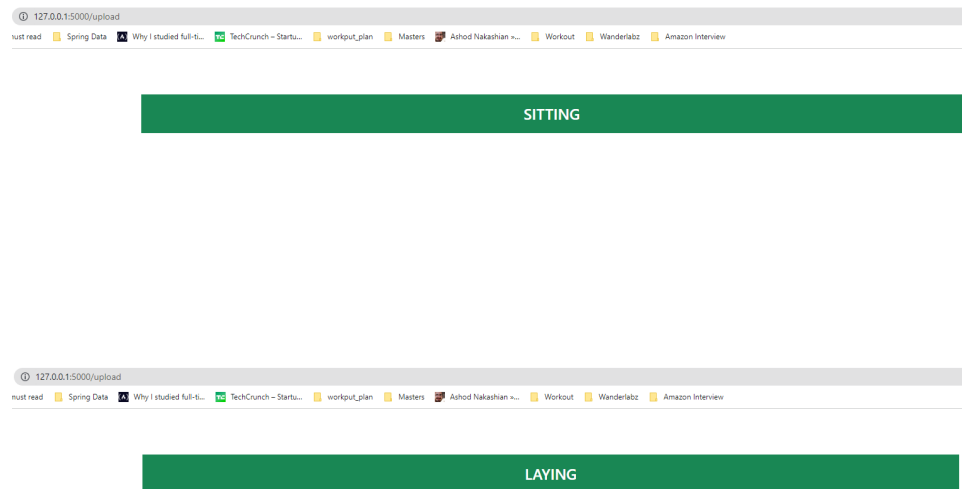 127.0.0.1:5000/upload
must read Spring Data Why I studied full-ti... TechCrunch – Startu... workput_plan Masters Ashod Nakashian »... Workout Wanderlabz Amazon Interview
SITTING
127.0.0.1:5000/upload
must read Spring Data Why I studied full-ti... TechCrunch – Startu... workput_plan Masters Ashod Nakashian »... Workout Wanderlabz Amazon Interview
LAYING